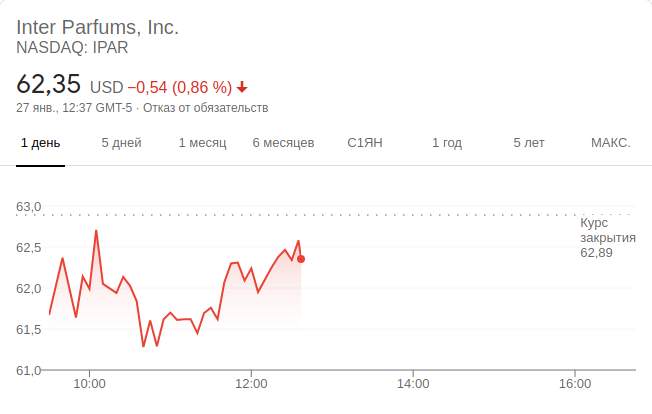 Inter Parfums, Inc.
NASDAQ: IPAR
62,35 USD −0,54 (0,86 %)
27 янв., 12:37 GMT-5 · Отказ от обязательств
1 день 5 дней 1 месяц 6 месяцев С1ЯН 1 год 5 лет МАКС.
63,0
Курс
закрытия
62,89
62,5
62,0
61,5
61,0
10:00 12:00 14:00 16:00